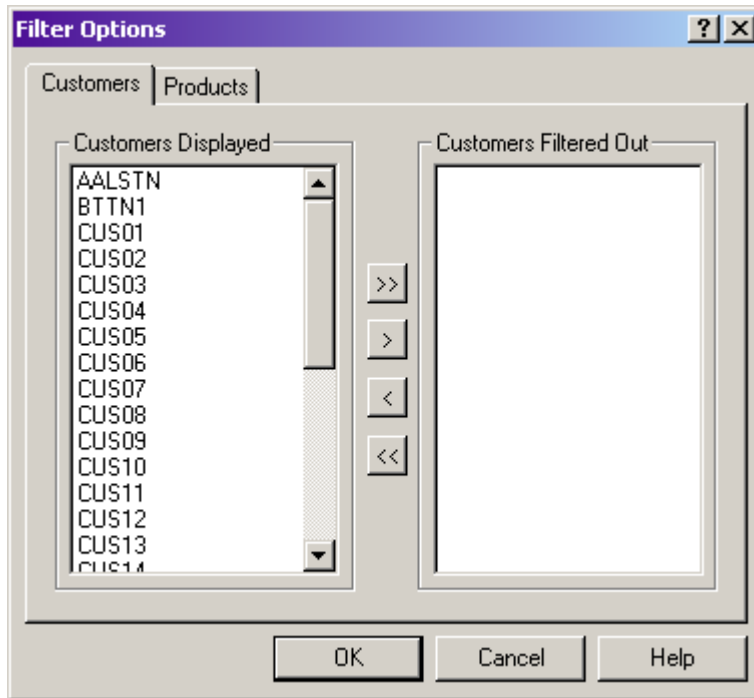 Filter Options
Customers Products
Customers Displayed
AALSTN
BTTN1
CUS01
CUS02
CUS03
CUS04
CUS05
CUS06
CUS07
CUS08
CUS09
CUS10
CUS11
CUS12
CUS13
CUS14
>>
>
<
<<
Customers Filtered Out
OK Cancel Help